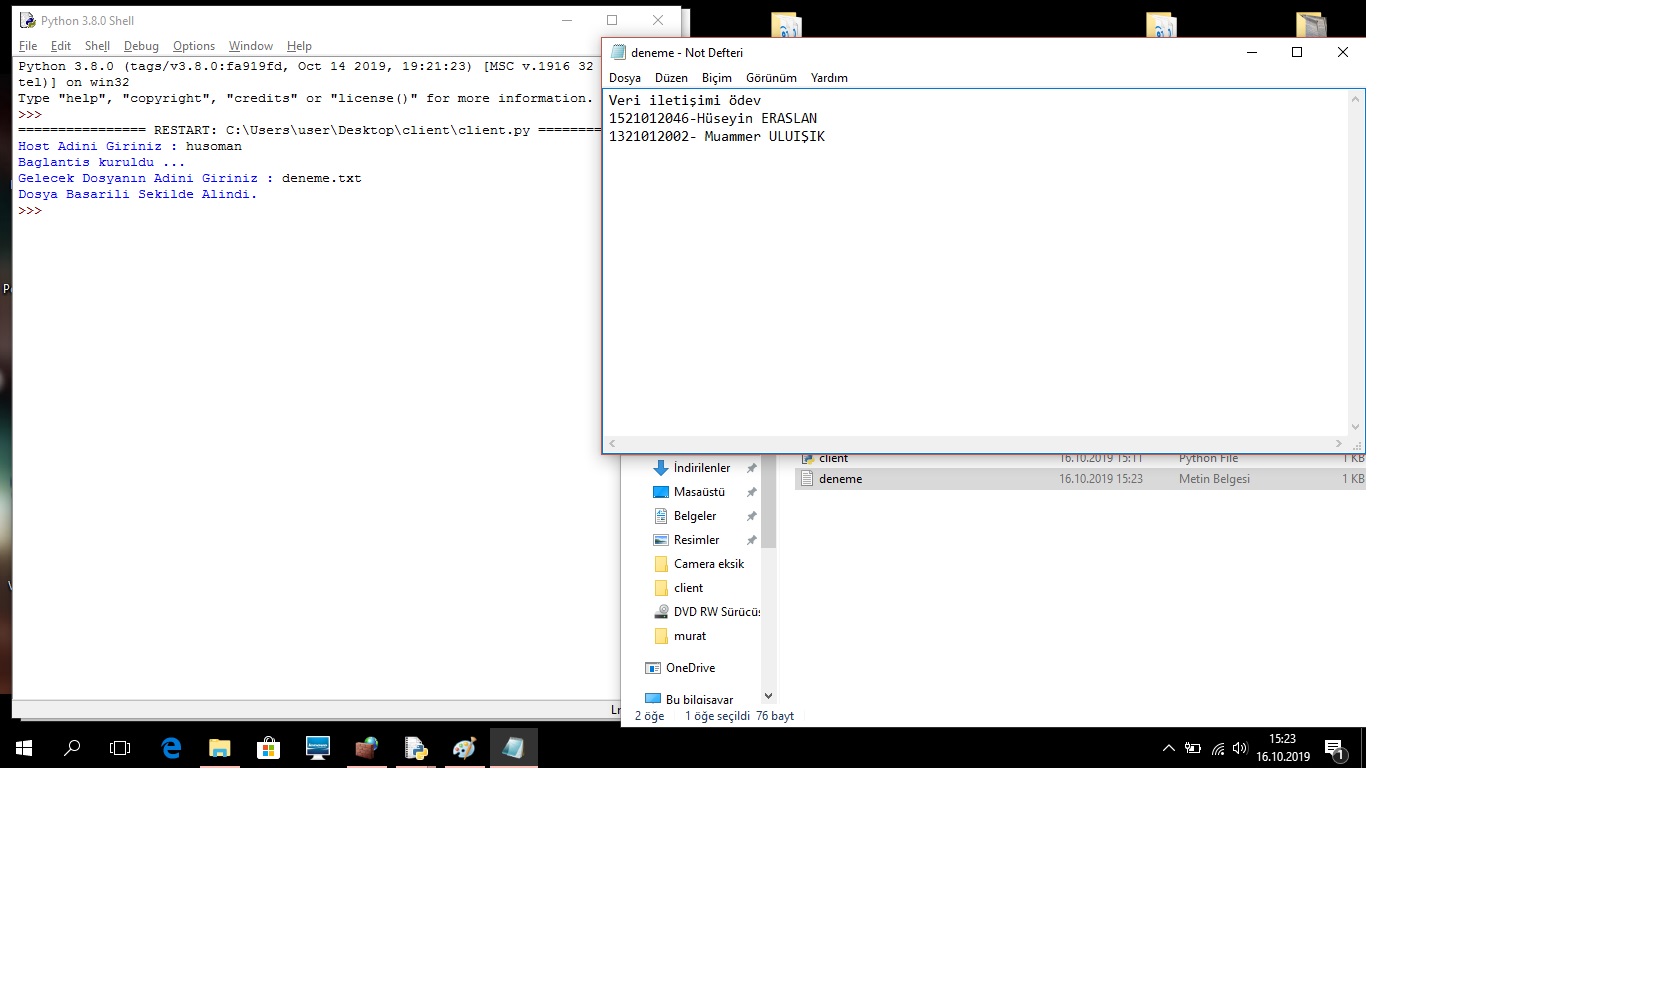 Python 3.8.0 Shell
File Edit Shell Debug Options Window Help
Python 3.8.0 (tags/v3.8.0:fa919fd, Oct 14 2019, 19:21:23) [MSC v.1916 32
tel)] on win32
Type "help", "copyright", "credits" or "license()" for more information.
>>>
================ RESTART: C:\Users\user\Desktop\client\client.py ========
Host Adini Giriniz : husoman
Baglantis kuruldu ...
Gelecek Dosyanın Adini Giriniz : deneme.txt
Dosya Basarili Sekilde Alindi.
>>>
deneme - Not Defteri
Dosya Düzen Biçim Görünüm Yardım
Veri iletişimi ödev
1521012046-Hüseyin ERASLAN
1321012002- Muammer ULUIŞIK
client 16.10.2019 15:11 Python File 1 KB
deneme 16.10.2019 15:23 Metin Belgesi 1 KB
İndirilenler
Masaüstü
Belgeler
Resimler
Camera eksik
client
DVD RW Sürücüs
murat
OneDrive
Bu bilgisayar
2 öğe 1 öğe seçildi 76 bayt
15:23
16.10.2019
1